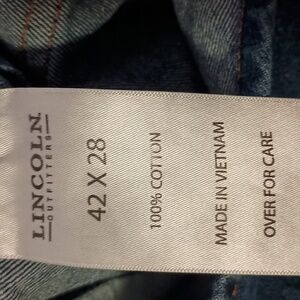 LINCOLN
OUTFITTERS
42 X 28
100% COTTON
MADE IN VIETNAM
OVER FOR CARE